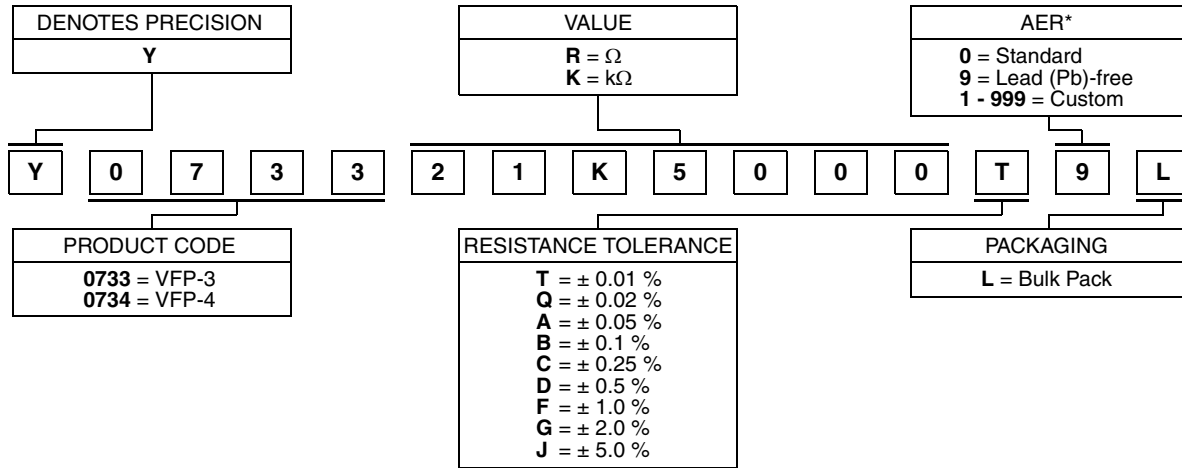 DENOTES PRECISION
Y
VALUE
R = Ω
K = kΩ
AER*
0 = Standard
9 = Lead (Pb)-free
1 - 999 = Custom
Y 0 7 3 3 2 1 K 5 0 0 0 T 9 L
PRODUCT CODE
0733 = VFP-3
0734 = VFP-4
RESISTANCE TOLERANCE
T = ± 0.01 %
Q = ± 0.02 %
A = ± 0.05 %
B = ± 0.1 %
C = ± 0.25 %
D = ± 0.5 %
F = ± 1.0 %
G = ± 2.0 %
J = ± 5.0 %
PACKAGING
L = Bulk Pack